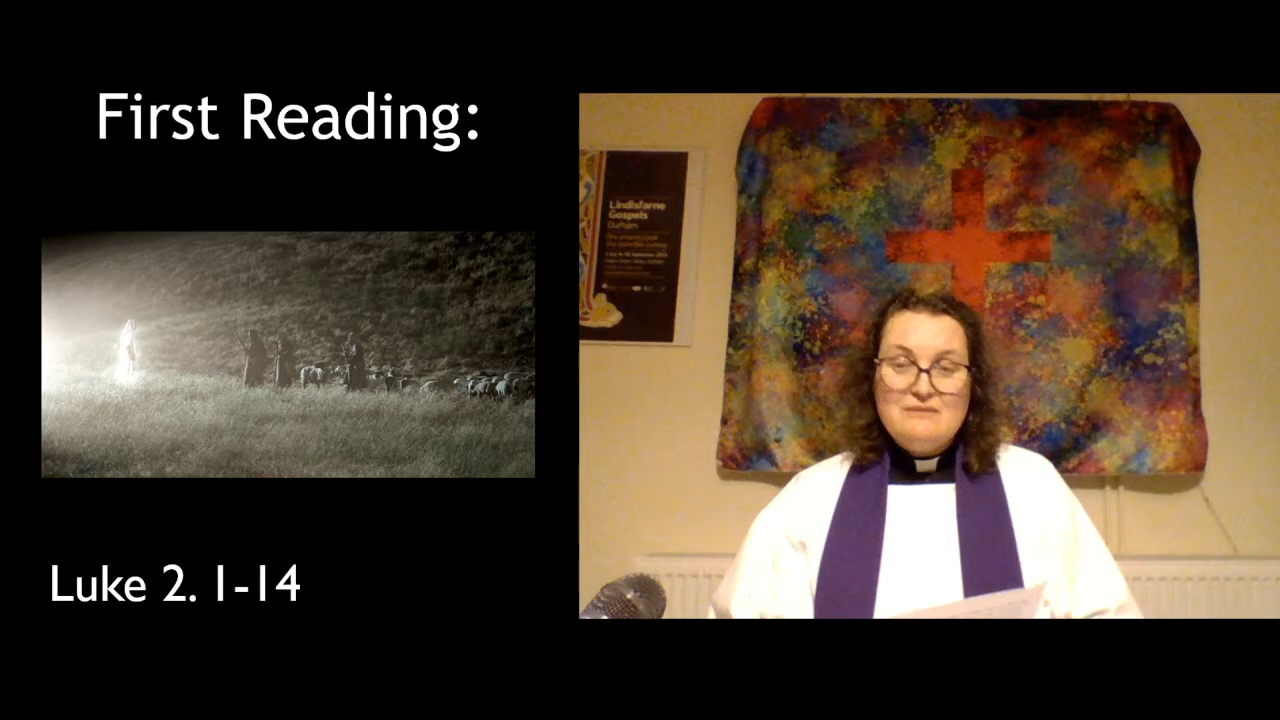 First Reading:
Luke 2. 1-14
Lindisfarne
Gospels
Durham